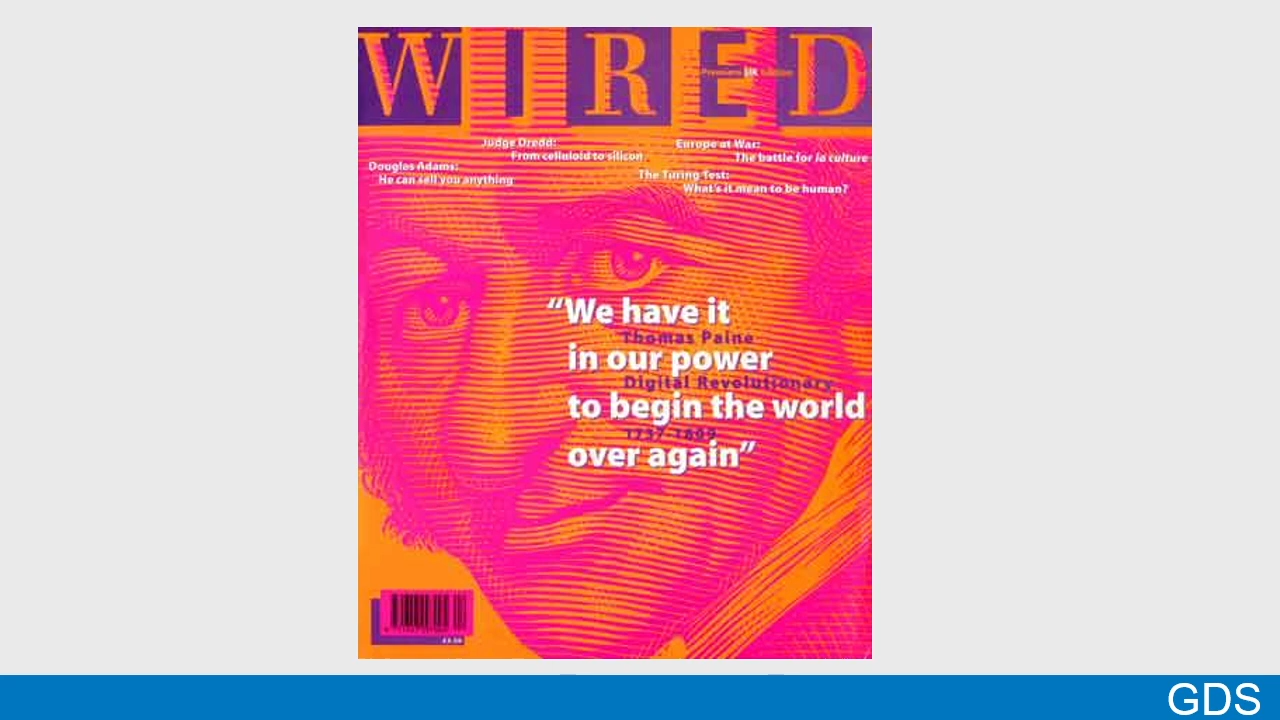 WIRED
Premiere UK Edition
Judge Dredd:
From celluloid to silicon
Europe at War:
The battle for la culture
Douglas Adams:
He can sell you anything
The Turing Test:
What's it mean to be human?
“We have it
Thomas Paine
in our power
Digital Revolutionary
to begin the world
1737-1809
over again”
GDS